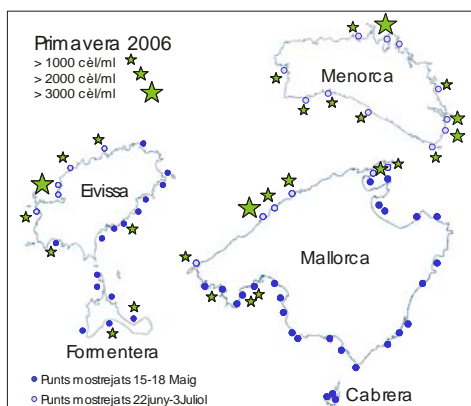 Primavera 2006
> 1000 cèl/ml
> 2000 cèl/ml
> 3000 cèl/ml
Menorca
Eivissa
Mallorca
Formentera
Cabrera
Punts mostrejats 15-18 Maig
Punts mostrejats 22juny-3Juliol